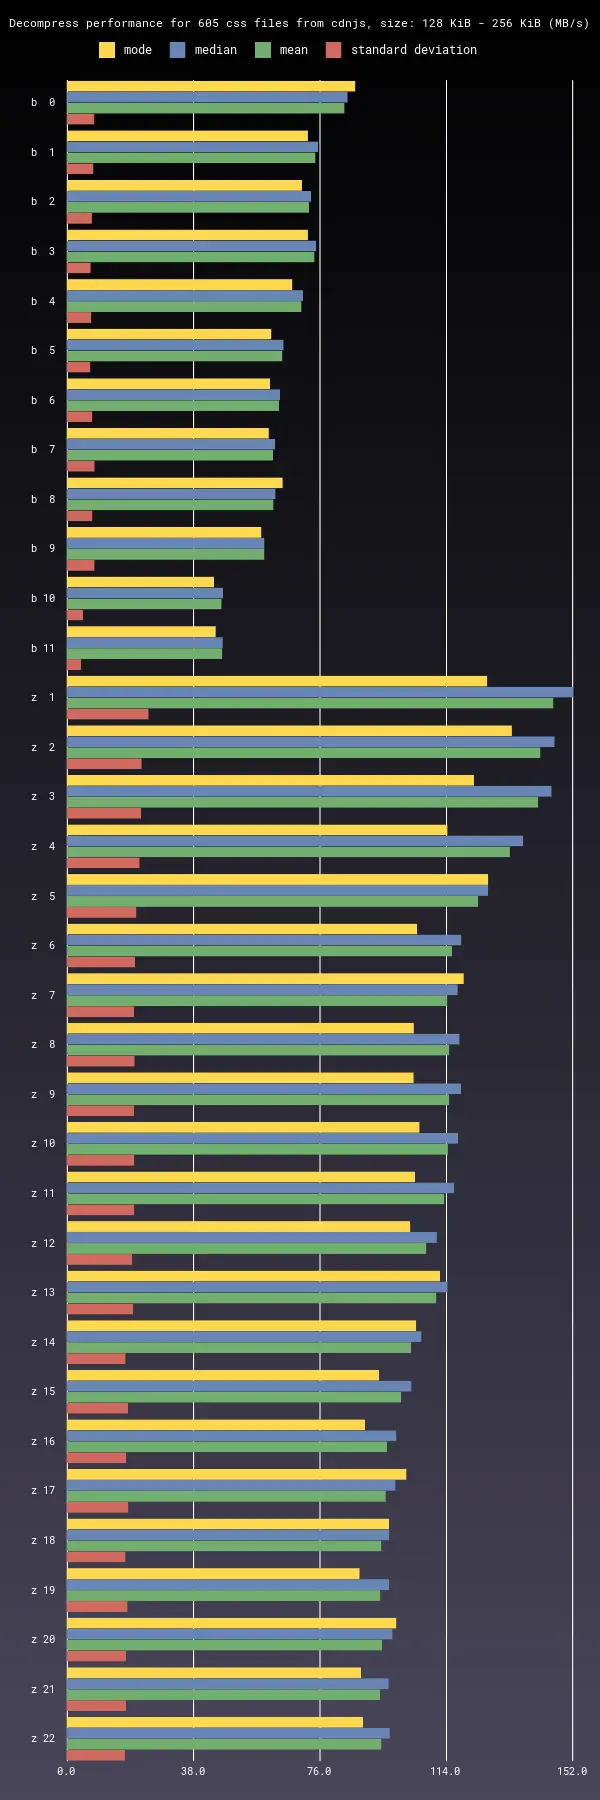 Decompress performance for 605 css files from cdnjs, size: 128 KiB - 256 KiB (MB/s)
mode median mean standard deviation
b 0
b 1
b 2
b 3
b 4
b 5
b 6
b 7
b 8
b 9
b 10
b 11
z 1
z 2
z 3
z 4
z 5
z 6
z 7
z 8
z 9
z 10
z 11
z 12
z 13
z 14
z 15
z 16
z 17
z 18
z 19
z 20
z 21
z 22
0.0 38.0 76.0 114.0 152.0